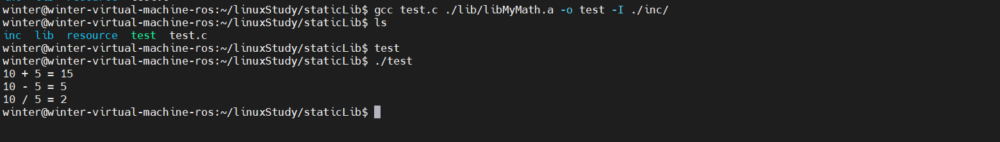 winter@winter-virtual-machine-ros:~/linuxStudy/staticLib$ gcc test.c ./lib/libMyMath.a -o test -I ./inc/
winter@winter-virtual-machine-ros:~/linuxStudy/staticLib$ ls
inc  lib  resource  test  test.c
winter@winter-virtual-machine-ros:~/linuxStudy/staticLib$ test
winter@winter-virtual-machine-ros:~/linuxStudy/staticLib$ ./test
10 + 5 = 15
10 - 5 = 5
10 / 5 = 2
winter@winter-virtual-machine-ros:~/linuxStudy/staticLib$